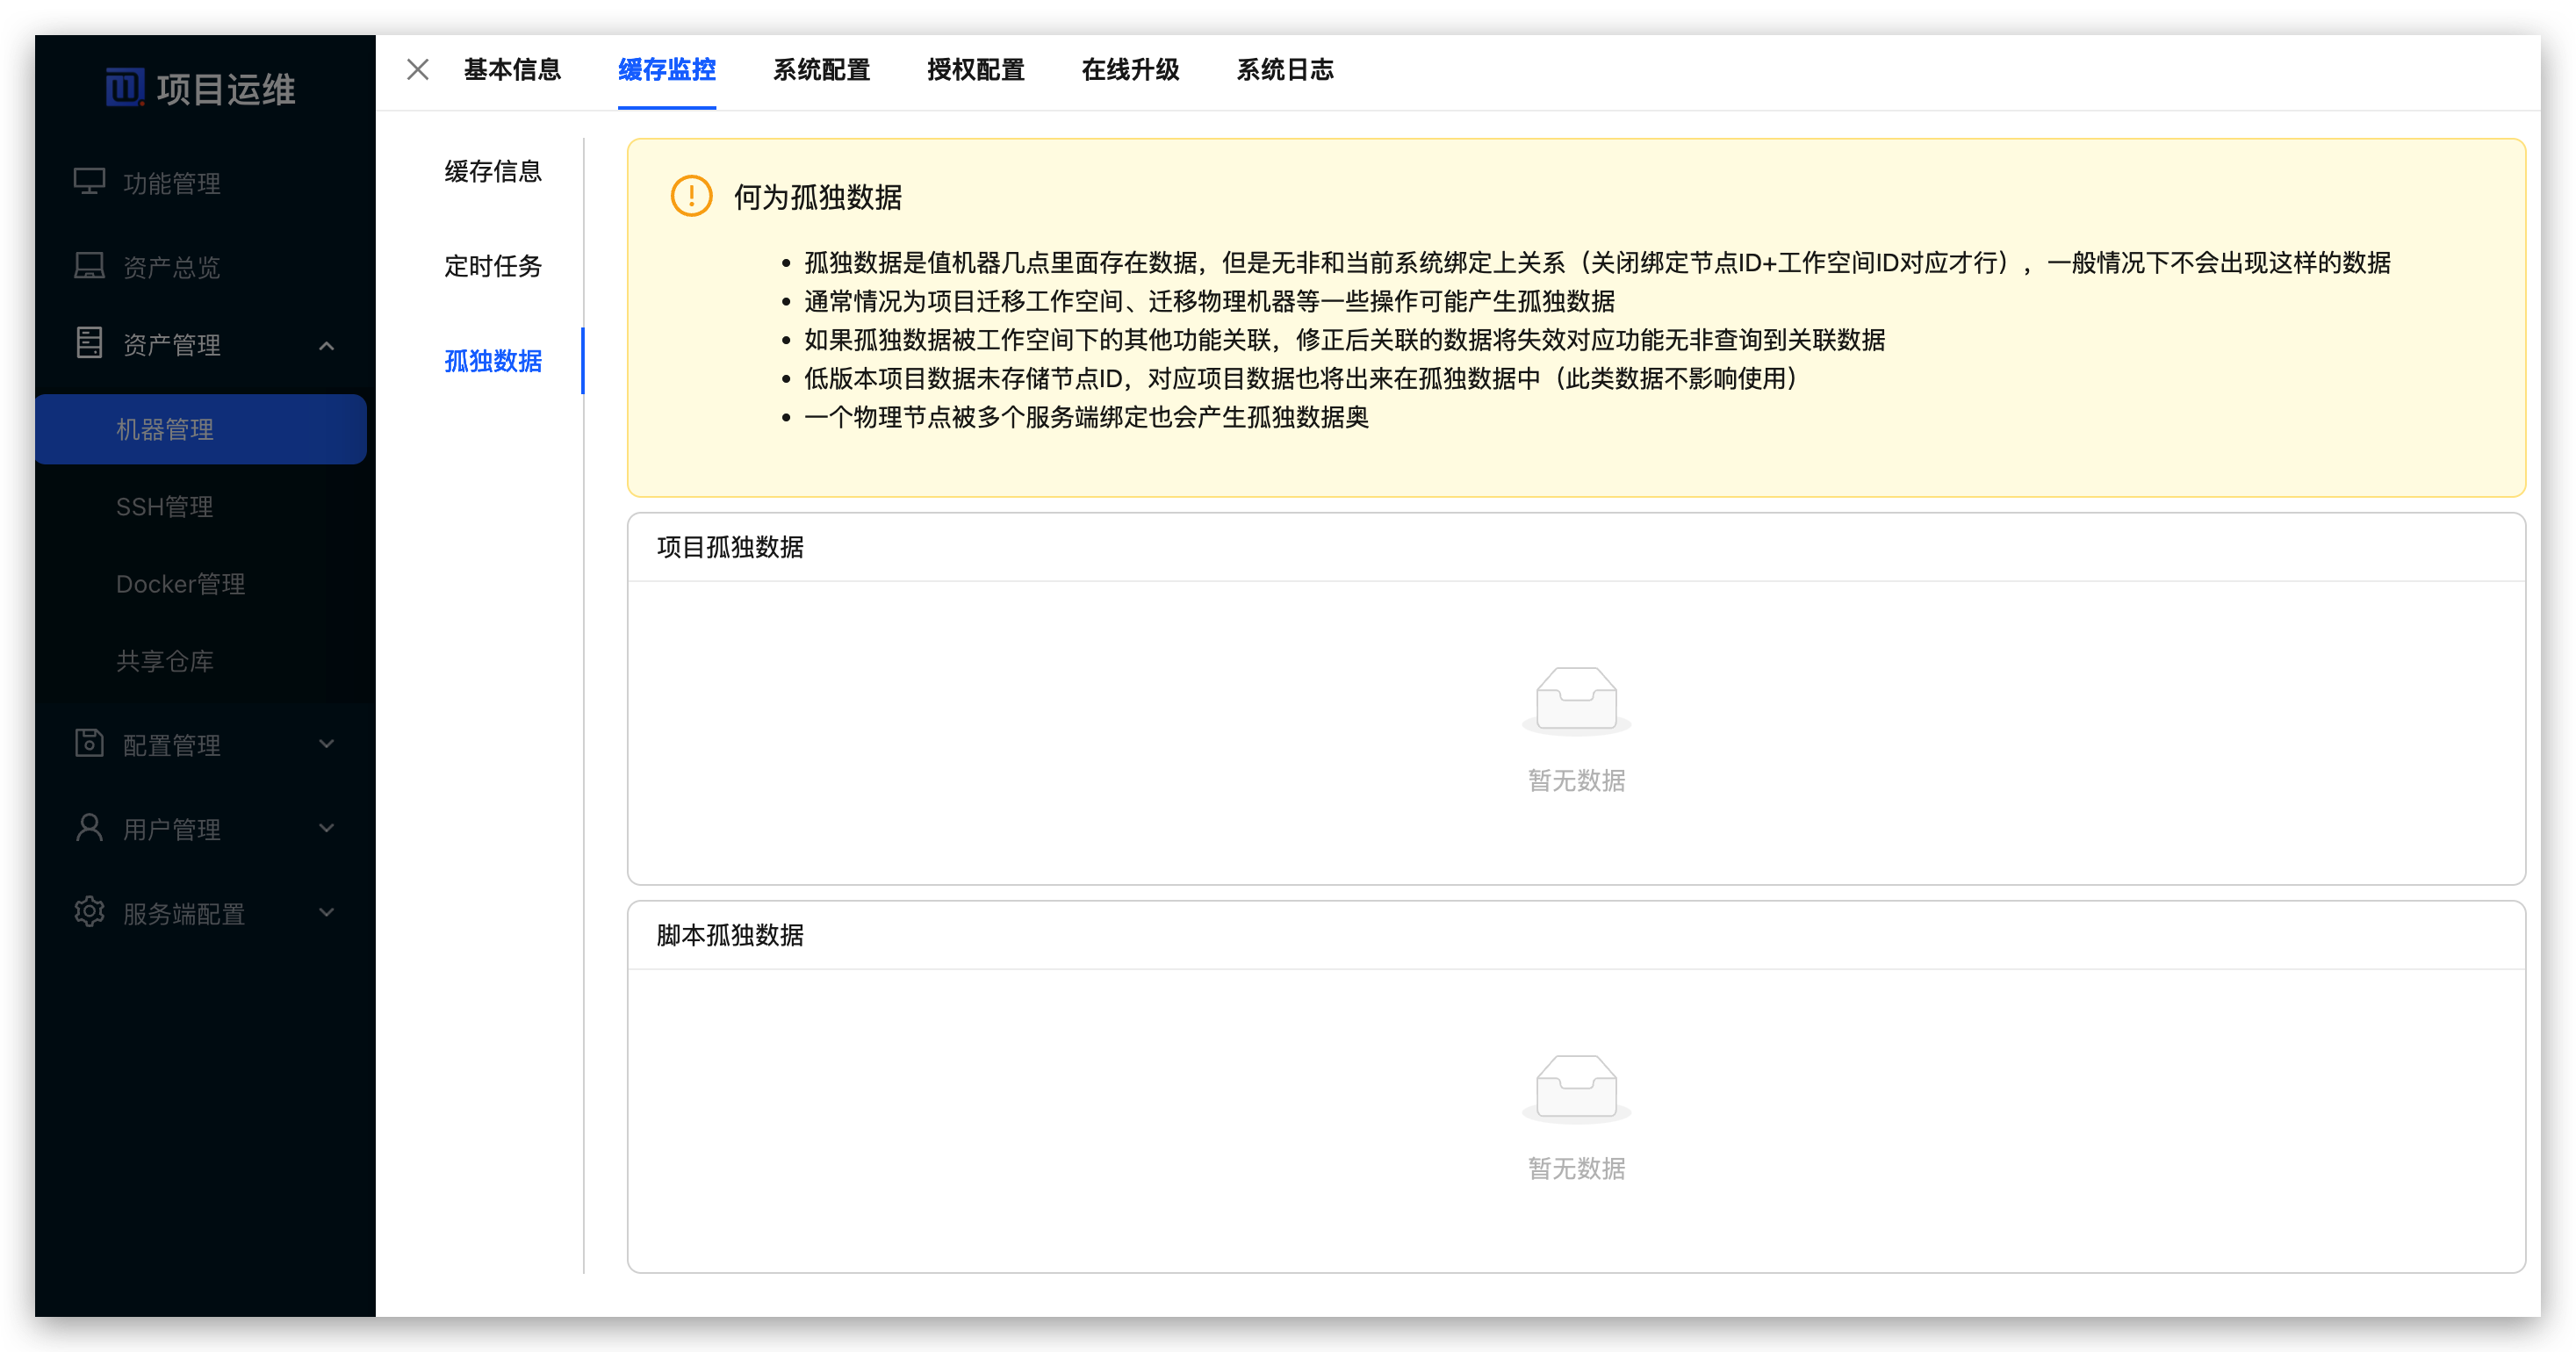 项目运维
功能管理
资产总览
资产管理
机器管理
SSH管理
Docker管理
共享仓库
配置管理
用户管理
服务端配置
基本信息 缓存监控 系统配置 授权配置 在线升级 系统日志
缓存信息
定时任务
孤独数据
何为孤独数据
孤独数据是值机器几点里面存在数据，但是无非和当前系统绑定上关系（关闭绑定节点ID+工作空间ID对应才行），一般情况下不会出现这样的数据
通常情况为项目迁移工作空间、迁移物理机器等一些操作可能产生孤独数据
如果孤独数据被工作空间下的其他功能关联，修正后关联的数据将失效对应功能无非查询到关联数据
低版本项目数据未存储节点ID，对应项目数据也将出来在孤独数据中（此类数据不影响使用）
一个物理节点被多个服务端绑定也会产生孤独数据奥
项目孤独数据
暂无数据
脚本孤独数据
暂无数据